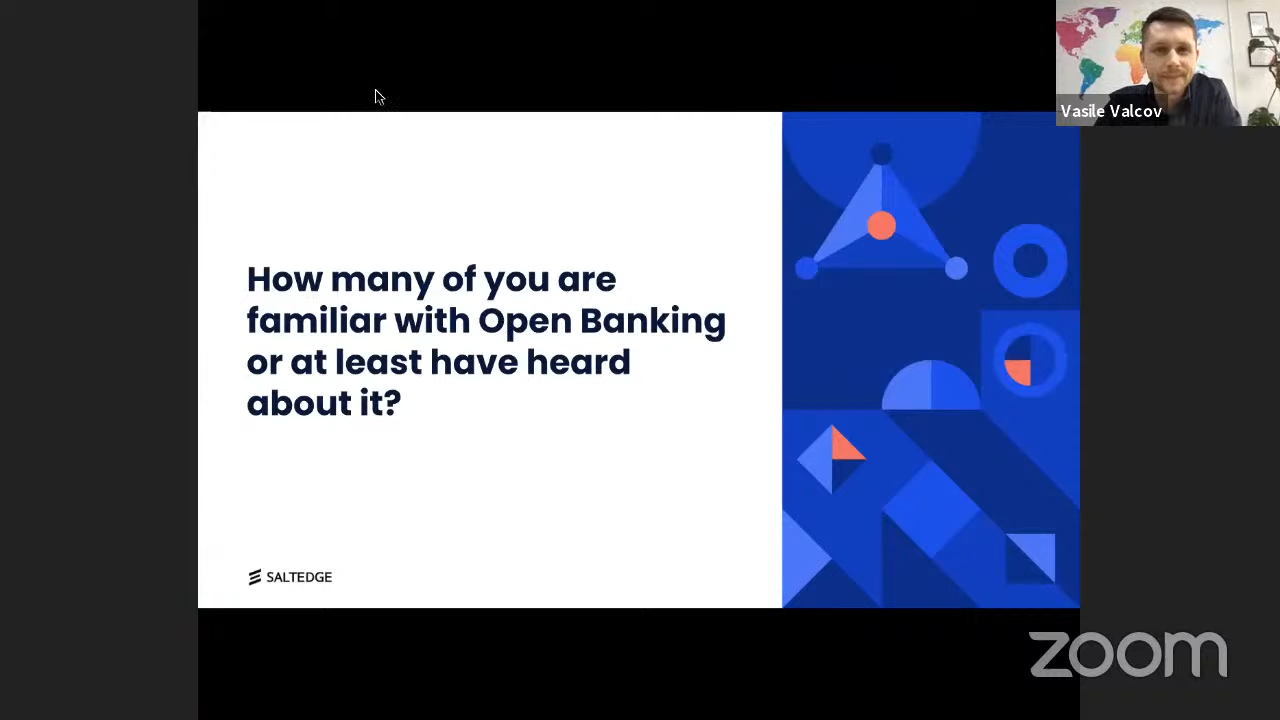 Vasile Valcov
How many of you are
familiar with Open Banking
or at least have heard
about it?
SALTEDGE
zoom